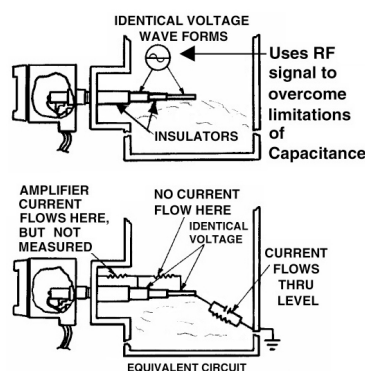 IDENTICAL VOLTAGE
WAVE FORMS
Uses RF
signal to
overcome
limitations
of
Capacitance
INSULATORS
AMPLIFIER
CURRENT
FLOWS HERE,
BUT NOT
MEASURED
NO CURRENT
FLOW HERE
IDENTICAL
VOLTAGE
CURRENT
FLOWS
THRU
LEVEL
EQUIVALENT CIRCUIT